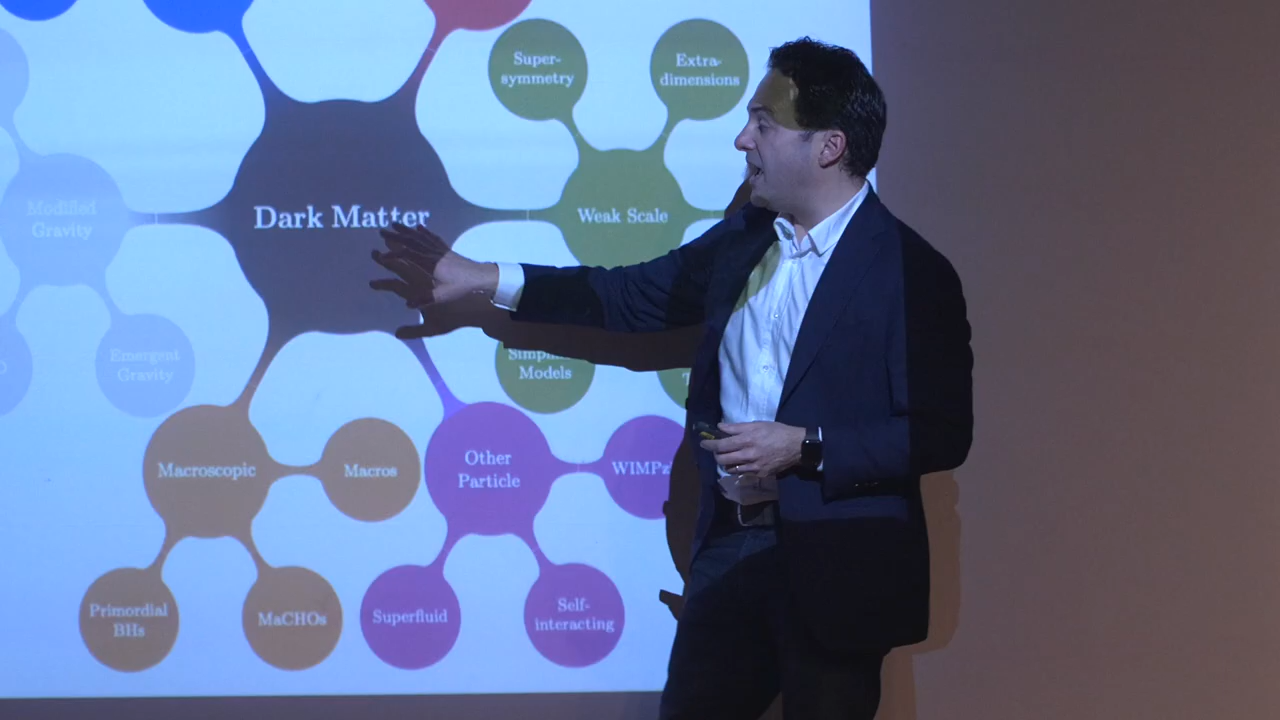 Super-
symmetry
Extra-
dimensions
Modified
Gravity
Dark Matter
Weak Scale
Emergent
Gravity
Models
Macroscopic
Macros
Other
Particle
WIMPz
Primordial
BHs
MaCHOs
Superfluid
Self-
interacting